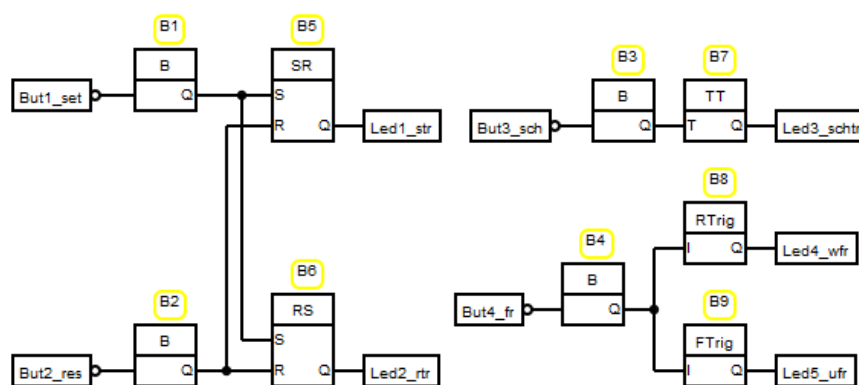 B1
B
But1_set
Q
B5
SR
S
R
Q
Led1_str
B2
B
But2_res
Q
B6
RS
S
R
Q
Led2_rtr
B3
B
But3_sch
Q
B7
TT
T
Q
Led3_schtr
B4
B
But4_fr
Q
B8
RTrig
I
Q
Led4_wfr
B9
FTrig
I
Q
Led5_ufr